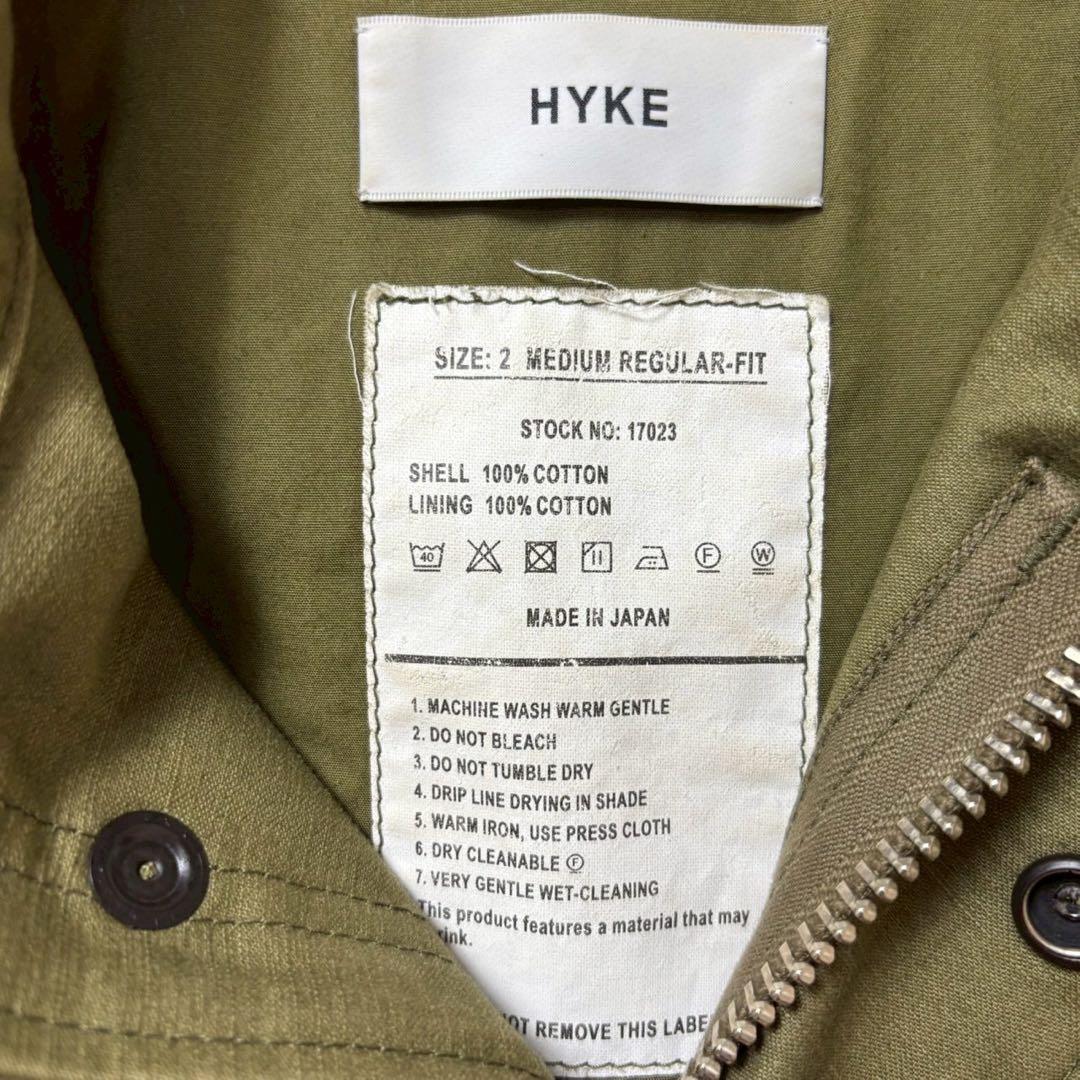 HYKE
SIZE: 2 MEDIUM REGULAR-FIT
STOCK NO: 17023
SHELL 100% COTTON
LINING 100% COTTON
40 F W
MADE IN JAPAN
1. MACHINE WASH WARM GENTLE
2. DO NOT BLEACH
3. DO NOT TUMBLE DRY
4. DRIP LINE DRYING IN SHADE
5. WARM IRON, USE PRESS CLOTH
6. DRY CLEANABLE Ⓕ
7. VERY GENTLE WET-CLEANING
This product features a material that may
REMOVE THIS